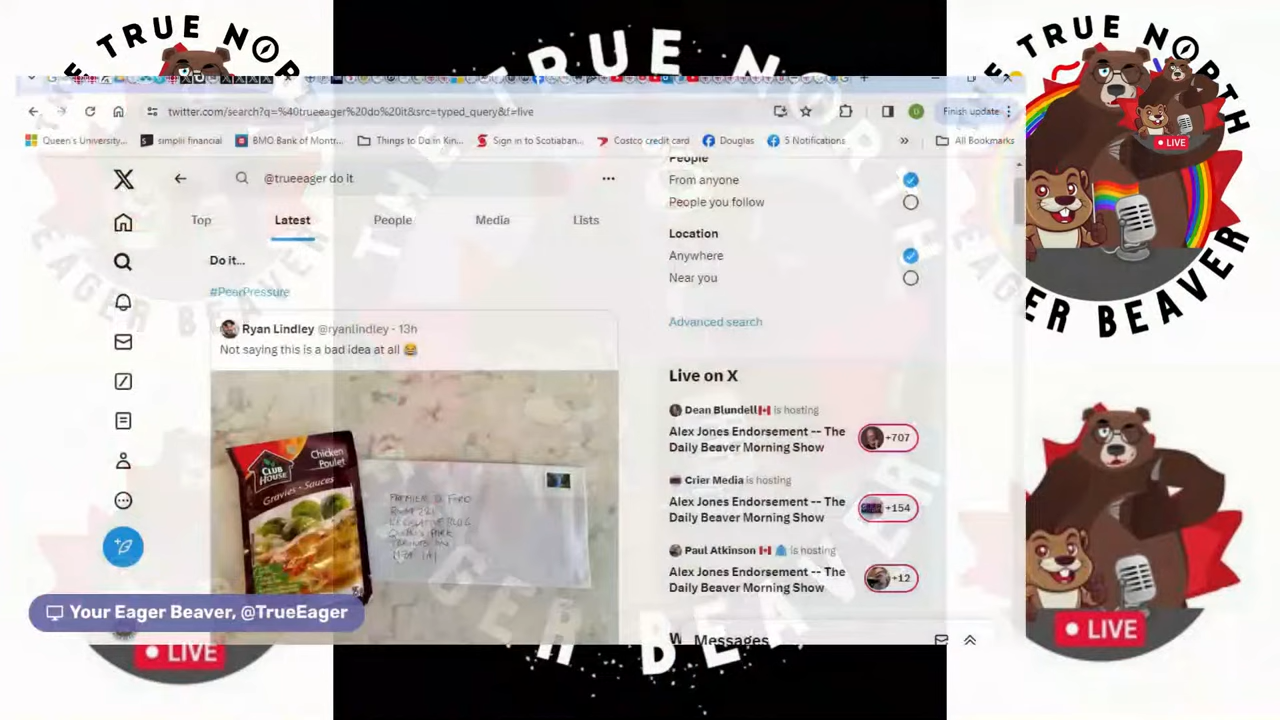 THE TRUE NORTH
EAGER BEAVER
LIVE
twitter.com/search?q=%40trueeager%20do%20it&src=typed_query&f=live
Finish update
Queen's University...
simplii financial
BMO Bank of Montr...
Things to Do in Kin...
Sign in to Scotiaban...
Costco credit card
Douglas
5 Notifications
All Bookmarks
@trueeager do it
Top
Latest
People
Media
Lists
Do it...
#PearPressure
Ryan Lindley @ryanlindley · 13h
Not saying this is a bad idea at all 😂
CLUB
HOUSE
Chicken
Poulet
Gravies · Sauces
PREMIER D FORD
QUEEN'S PARK
People
From anyone
People you follow
Location
Anywhere
Near you
Advanced search
Live on X
Dean Blundell🇨🇦 is hosting
Alex Jones Endorsement -- The
Daily Beaver Morning Show
+707
Crier Media is hosting
Alex Jones Endorsement -- The
Daily Beaver Morning Show
+154
Paul Atkinson 🇨🇦 is hosting
Alex Jones Endorsement -- The
Daily Beaver Morning Show
+12
Messages
Your Eager Beaver, @TrueEager
LIVE
LIVE